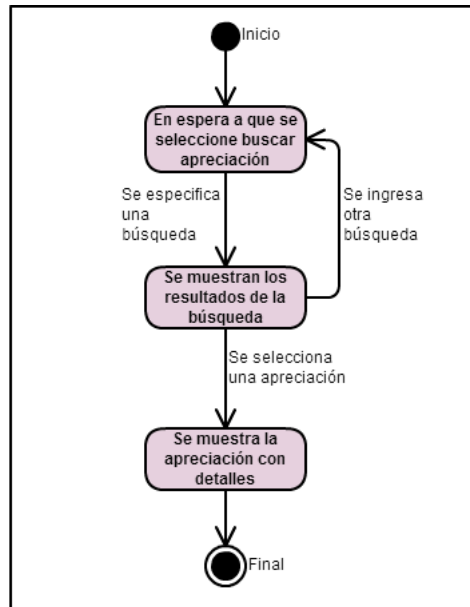 Inicio
En espera a que se
seleccione buscar
apreciación
Se especifica
una
búsqueda
Se ingresa
otra
búsqueda
Se muestran los
resultados de la
búsqueda
Se selecciona
una apreciación
Se muestra la
apreciación con
detalles
Final